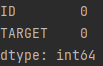 ID        0
TARGET    0
dtype: int64